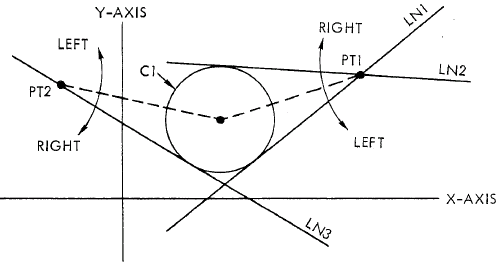 Y-AXIS
LN1
RIGHT
LEFT
C1
PT1
LN2
PT2
RIGHT
LEFT
X-AXIS
LN3